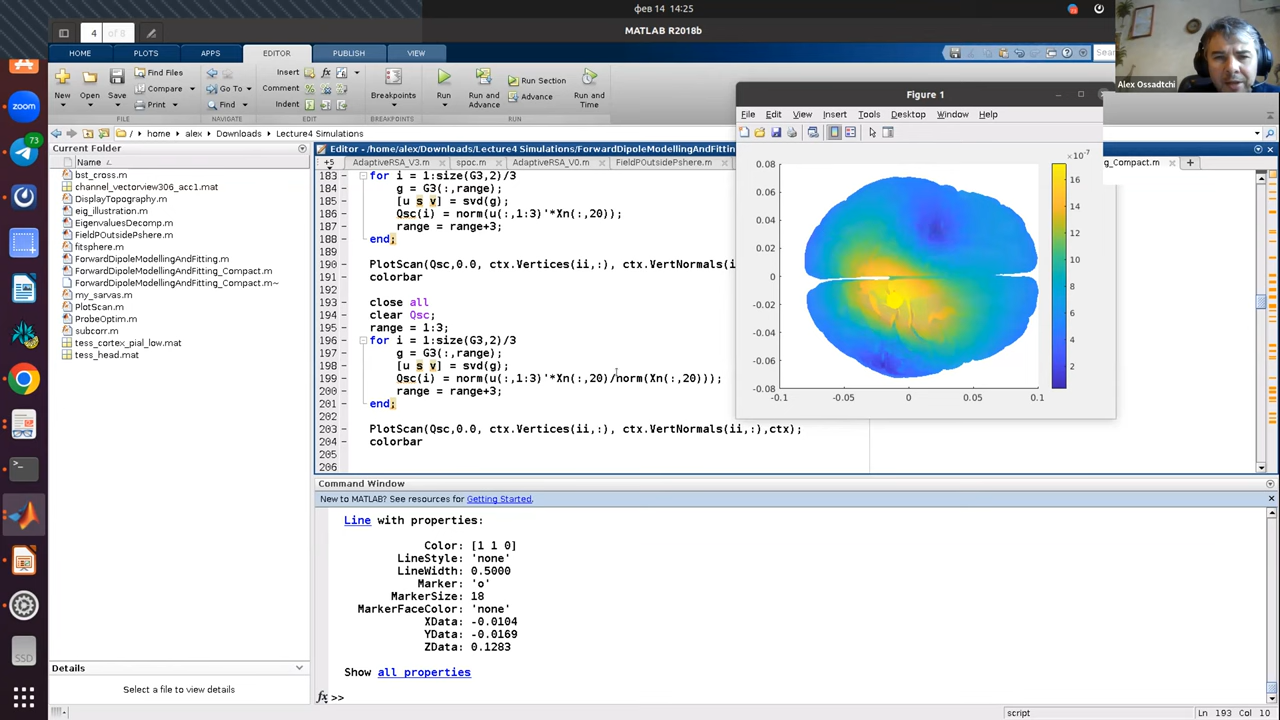 фев 14 14:25
4 of 8
MATLAB R2018b
HOME PLOTS APPS EDITOR PUBLISH VIEW
New Open Save
Find Files
Compare
Print
Go To
Find
Insert
Comment
Indent
Breakpoints
Run
Run and Advance
Run Section
Advance
Run and Time
FILE NAVIGATE EDIT BREAKPOINTS RUN
/ home alex Downloads Lecture4 Simulations
Current Folder
Name
bst_cross.m
channel_vectorview306_acc1.mat
DisplayTopography.m
eig_illustration.m
EigenvaluesDecomp.m
FieldPOutsidePshere.m
fitsphere.m
ForwardDipoleModellingAndFitting.m
ForwardDipoleModellingAndFitting_Compact.m
ForwardDipoleModellingAndFitting_Compact.m~
my_sarvas.m
PlotScan.m
ProbeOptim.m
subcorr.m
tess_cortex_pial_low.mat
tess_head.mat
Details
Select a file to view details
Editor - /home/alex/Downloads/Lecture4 Simulations/ForwardDipoleModellingAndFitting
+5 AdaptiveRSA_V3.m spoc.m AdaptiveRSA_V0.m FieldPOutsidePshere.m g_Compact.m
183 for i = 1:size(G3,2)/3
184 g = G3(:,range);
185 [u s v] = svd(g);
186 Qsc(i) = norm(u(:,1:3)'*Xn(:,20));
187 range = range+3;
188 end;
189
190 PlotScan(Qsc,0.0, ctx.Vertices(ii,:), ctx.VertNormals(i
191 colorbar
192
193 close all
194 clear Qsc;
195 range = 1:3;
196 for i = 1:size(G3,2)/3
197 g = G3(:,range);
198 [u s v] = svd(g);
199 Qsc(i) = norm(u(:,1:3)'*Xn(:,20)/norm(Xn(:,20)));
200 range = range+3;
201 end;
202
203 PlotScan(Qsc,0.0, ctx.Vertices(ii,:), ctx.VertNormals(ii,:),ctx);
204 colorbar
205
206
Figure 1
File Edit View Insert Tools Desktop Window Help
0.08
0.06
0.04
0.02
0
-0.02
-0.04
-0.06
-0.08
-0.1 -0.05 0 0.05 0.1
×10⁻⁷
16
14
12
10
8
6
4
2
Alex Ossadtchi
Command Window
New to MATLAB? See resources for Getting Started.
Line with properties:
Color: [1 1 0]
LineStyle: 'none'
LineWidth: 0.5000
Marker: 'o'
MarkerSize: 18
MarkerFaceColor: 'none'
XData: -0.0104
YData: -0.0169
ZData: 0.1283
Show all properties
fx >>
script
Ln 193 Col 10
zoom
73
SSD